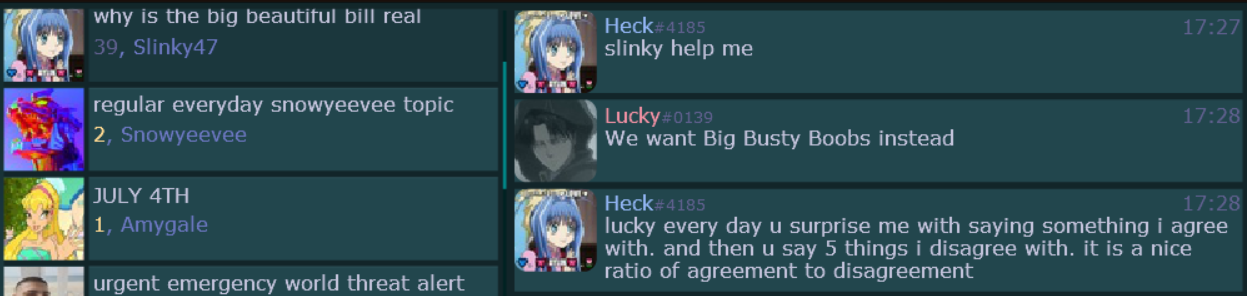 why is the big beautiful bill real
39, Slinky47
regular everyday snowyeevee topic
2, Snowyeevee
JULY 4TH
1, Amygale
urgent emergency world threat alert
Heck#4185 17:27
slinky help me
Lucky#0139 17:28
We want Big Busty Boobs instead
Heck#4185 17:28
lucky every day u surprise me with saying something i agree
with. and then u say 5 things i disagree with. it is a nice
ratio of agreement to disagreement